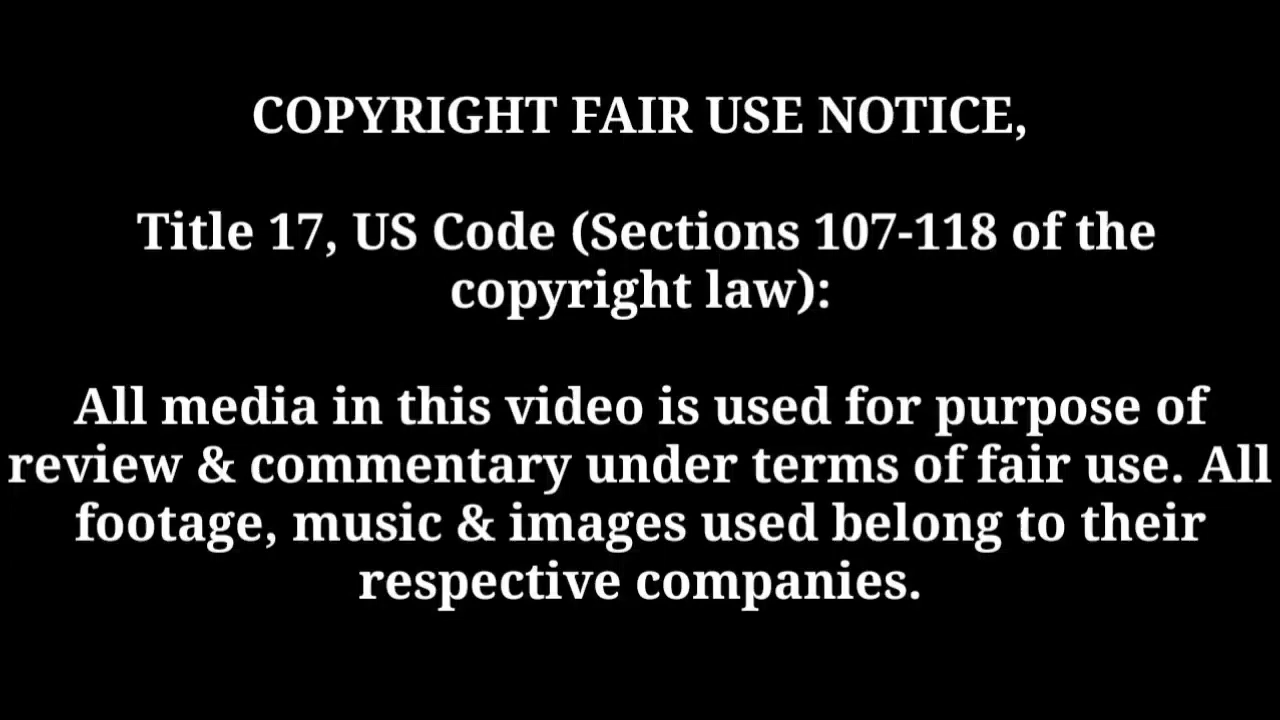 COPYRIGHT FAIR USE NOTICE,
Title 17, US Code (Sections 107-118 of the
copyright law):
All media in this video is used for purpose of
review & commentary under terms of fair use. All
footage, music & images used belong to their
respective companies.